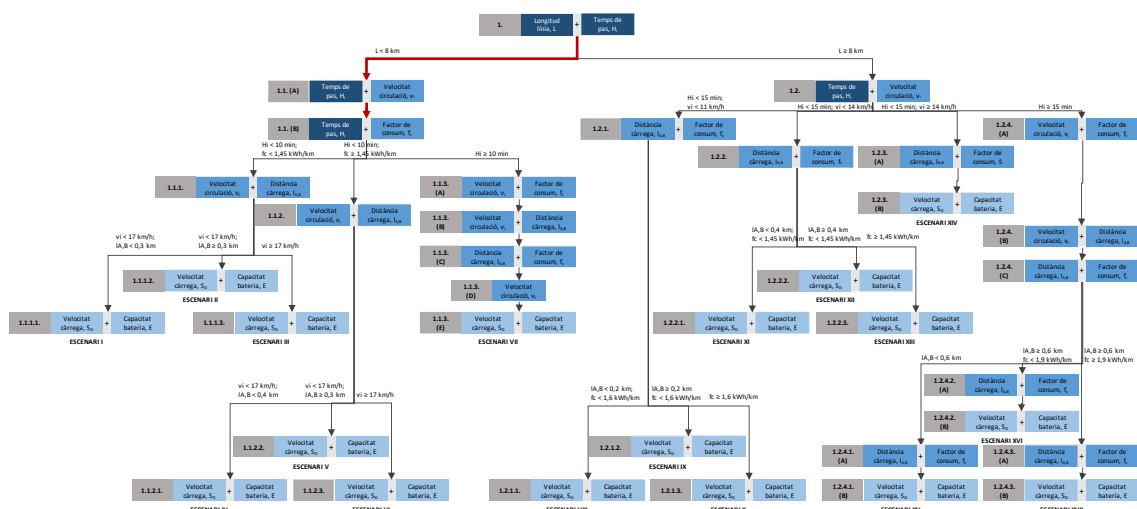 1.
Longitud
línia, L
+
Temps de
pas, Hi
L < 8 km
L ≥ 8 km
1.1. (A)
Temps de
pas, Hi
+
Velocitat
circulació, vi
1.2.
Temps de
pas, Hi
+
Velocitat
circulació, vi
1.1. (B)
Temps de
pas, Hi
+
Factor de
consum, fc
Hi < 15 min;
vi < 11 km/h
Hi < 15 min; vi < 14 km/h
Hi < 15 min; vi ≥ 14 km/h
Hi ≥ 15 min
1.2.1.
Distància
càrrega, lA,B
+
Factor de
consum, fc
1.2.2.
Distància
càrrega, lA,B
+
Factor de
consum, fc
1.2.3.
(A)
Distància
càrrega, lA,B
+
Factor de
consum, fc
1.2.4.
(A)
Velocitat
circulació, vi
+
Factor de
consum, fc
Hi < 10 min;
fc < 1,45 kWh/km
Hi < 10 min;
fc ≥ 1,45 kWh/km
Hi ≥ 10 min
1.1.1.
Velocitat
circulació, vi
+
Distància
càrrega, lA,B
1.1.2.
Velocitat
circulació, vi
+
Distància
càrrega, lA,B
1.1.3.
(A)
Velocitat
circulació, vi
+
Factor de
consum, fc
1.1.3.
(B)
Velocitat
circulació, vi
+
Distància
càrrega, lA,B
1.1.3.
(C)
Distància
càrrega, lA,B
+
Factor de
consum, fc
1.1.3.
(D)
Velocitat
circulació, vi
1.1.3.
(E)
Velocitat
càrrega, SD
+
Capacitat
bateria, E
ESCENARI VII
1.2.3.
(B)
Velocitat
càrrega, SD
+
Capacitat
bateria, E
ESCENARI XIV
1.2.4.
(B)
Velocitat
circulació, vi
+
Distància
càrrega, lA,B
1.2.4.
(C)
Distància
càrrega, lA,B
+
Factor de
consum, fc
vi < 17 km/h;
lA,B < 0,3 km
vi < 17 km/h;
lA,B ≥ 0,3 km
vi ≥ 17 km/h
1.1.1.2.
Velocitat
càrrega, SD
+
Capacitat
bateria, E
ESCENARI II
1.1.1.1.
Velocitat
càrrega, SD
+
Capacitat
bateria, E
ESCENARI I
1.1.1.3.
Velocitat
càrrega, SD
+
Capacitat
bateria, E
ESCENARI III
lA,B < 0,4 km;
fc < 1,45 kWh/km
lA,B ≥ 0,4 km
fc < 1,45 kWh/km
fc ≥ 1,45 kWh/km
1.2.2.2.
Velocitat
càrrega, SD
+
Capacitat
bateria, E
ESCENARI XII
1.2.2.1.
Velocitat
càrrega, SD
+
Capacitat
bateria, E
ESCENARI XI
1.2.2.3.
Velocitat
càrrega, SD
+
Capacitat
bateria, E
ESCENARI XIII
lA,B < 0,6 km
lA,B ≥ 0,6 km
fc < 1,9 kWh/km
lA,B ≥ 0,6 km
fc ≥ 1,9 kWh/km
1.2.4.2.
(A)
Distància
càrrega, lA,B
+
Factor de
consum, fc
1.2.4.2.
(B)
Velocitat
càrrega, SD
+
Capacitat
bateria, E
ESCENARI XVI
vi < 17 km/h;
lA,B < 0,4 km
vi < 17 km/h;
lA,B ≥ 0,3 km
vi ≥ 17 km/h
1.1.2.2.
Velocitat
càrrega, SD
+
Capacitat
bateria, E
ESCENARI V
1.1.2.1.
Velocitat
càrrega, SD
+
Capacitat
bateria, E
1.1.2.3.
Velocitat
càrrega, SD
+
Capacitat
bateria, E
lA,B < 0,2 km;
fc < 1,6 kWh/km
lA,B ≥ 0,2 km
fc < 1,6 kWh/km
fc ≥ 1,6 kWh/km
1.2.1.2.
Velocitat
càrrega, SD
+
Capacitat
bateria, E
ESCENARI IX
1.2.1.1.
Velocitat
càrrega, SD
+
Capacitat
bateria, E
1.2.1.3.
Velocitat
càrrega, SD
+
Capacitat
bateria, E
1.2.4.1.
(A)
Distància
càrrega, lA,B
+
Factor de
consum, fc
1.2.4.3.
(A)
Distància
càrrega, lA,B
+
Factor de
consum, fc
1.2.4.1.
(B)
Velocitat
càrrega, SD
+
Capacitat
bateria, E
1.2.4.3.
(B)
Velocitat
càrrega, SD
+
Capacitat
bateria, E